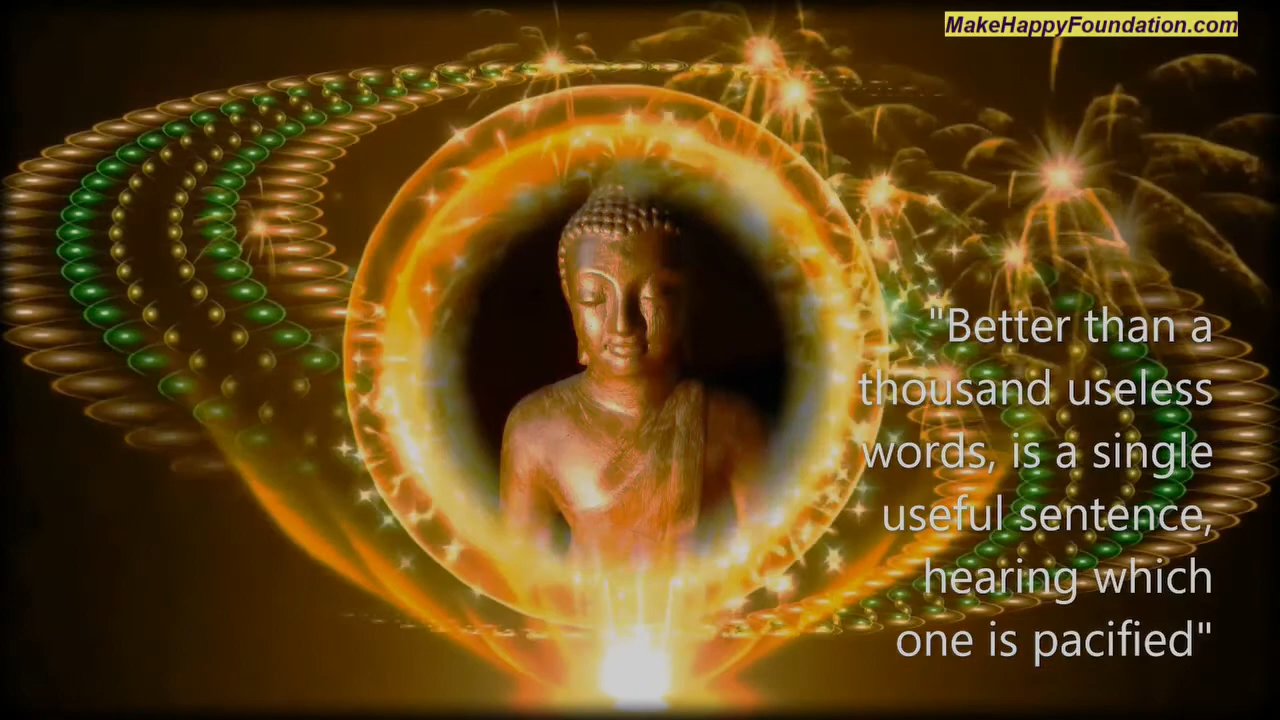 MakeHappyFoundation.com
"Better than a
thousand useless
words, is a single
useful sentence,
hearing which
one is pacified"